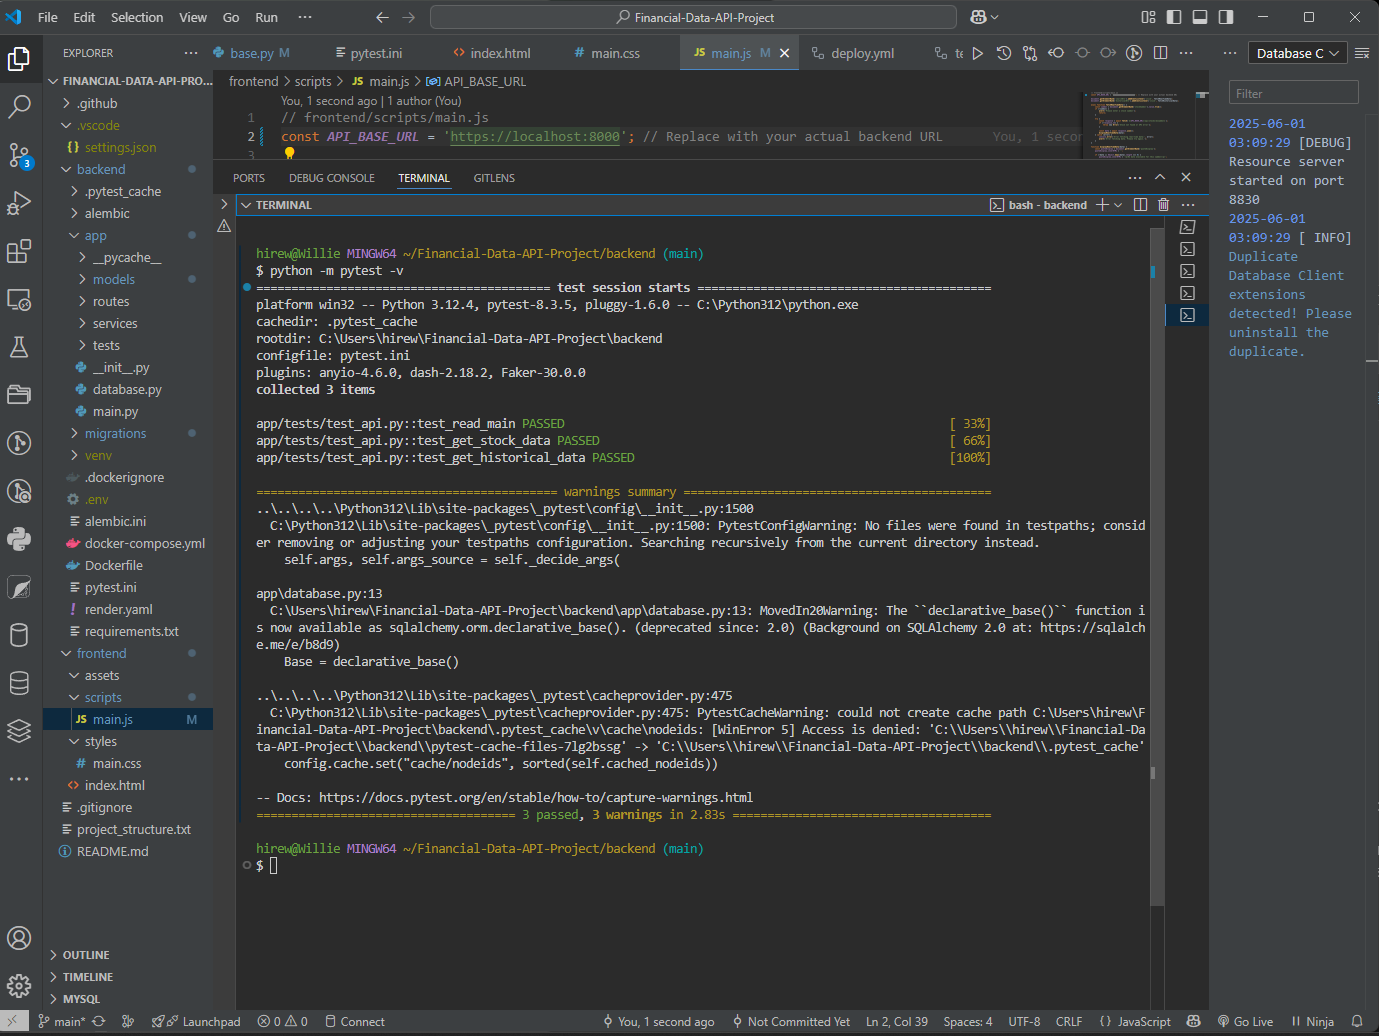 File Edit Selection View Go Run ··· Financial-Data-API-Project
EXPLORER ···
base.py M pytest.ini index.html main.css JS main.js M deploy.yml te ··· ··· Database C
FINANCIAL-DATA-API-PRO...
.github
.vscode
{} settings.json
backend
.pytest_cache
alembic
app
__pycache__
models
routes
services
tests
__init__.py
database.py
main.py
migrations
venv
.dockerignore
.env
alembic.ini
docker-compose.yml
Dockerfile
pytest.ini
! render.yaml
requirements.txt
frontend
assets
scripts
JS main.js M
styles
# main.css
<> index.html
.gitignore
project_structure.txt
README.md
OUTLINE
TIMELINE
MYSQL
3
frontend > scripts > JS main.js > API_BASE_URL
You, 1 second ago | 1 author (You)
1 // frontend/scripts/main.js
2 const API_BASE_URL = 'https://localhost:8000'; // Replace with your actual backend URL You, 1 seco
3
PORTS DEBUG CONSOLE TERMINAL GITLENS ···
TERMINAL bash - backend ···
hirew@Willie MINGW64 ~/Financial-Data-API-Project/backend (main)
$ python -m pytest -v
========================================== test session starts ==========================================
platform win32 -- Python 3.12.4, pytest-8.3.5, pluggy-1.6.0 -- C:\Python312\python.exe
cachedir: .pytest_cache
rootdir: C:\Users\hirew\Financial-Data-API-Project\backend
configfile: pytest.ini
plugins: anyio-4.6.0, dash-2.18.2, Faker-30.0.0
collected 3 items
app/tests/test_api.py::test_read_main PASSED [ 33%]
app/tests/test_api.py::test_get_stock_data PASSED [ 66%]
app/tests/test_api.py::test_get_historical_data PASSED [100%]
=========================================== warnings summary ============================================
..\..\..\..\Python312\Lib\site-packages\_pytest\config\__init__.py:1500
C:\Python312\Lib\site-packages\_pytest\config\__init__.py:1500: PytestConfigWarning: No files were found in testpaths; consid
er removing or adjusting your testpaths configuration. Searching recursively from the current directory instead.
self.args, self.args_source = self._decide_args(
app\database.py:13
C:\Users\hirew\Financial-Data-API-Project\backend\app\database.py:13: MovedIn20Warning: The ``declarative_base()`` function i
s now available as sqlalchemy.orm.declarative_base(). (deprecated since: 2.0) (Background on SQLAlchemy 2.0 at: https://sqlalch
e.me/e/b8d9)
Base = declarative_base()
..\..\..\..\Python312\Lib\site-packages\_pytest\cacheprovider.py:475
C:\Python312\Lib\site-packages\_pytest\cacheprovider.py:475: PytestCacheWarning: could not create cache path C:\Users\hirew\F
inancial-Data-API-Project\backend\.pytest_cache\v\cache\nodeids: [WinError 5] Access is denied: 'C:\\Users\\hirew\\Financial-Da
ta-API-Project\\backend\\pytest-cache-files-7lg2bssg' -> 'C:\\Users\\hirew\\Financial-Data-API-Project\\backend\\.pytest_cache'
config.cache.set("cache/nodeids", sorted(self.cached_nodeids))
-- Docs: https://docs.pytest.org/en/stable/how-to/capture-warnings.html
===================================== 3 passed, 3 warnings in 2.83s =====================================
hirew@Willie MINGW64 ~/Financial-Data-API-Project/backend (main)
$
Filter
2025-06-01
03:09:29 [DEBUG]
Resource server
started on port
8830
2025-06-01
03:09:29 [ INFO]
Duplicate
Database Client
extensions
detected! Please
uninstall the
duplicate.
main* Launchpad 0 0 Connect You, 1 second ago Not Committed Yet Ln 2, Col 39 Spaces: 4 UTF-8 CRLF {} JavaScript Go Live Ninja